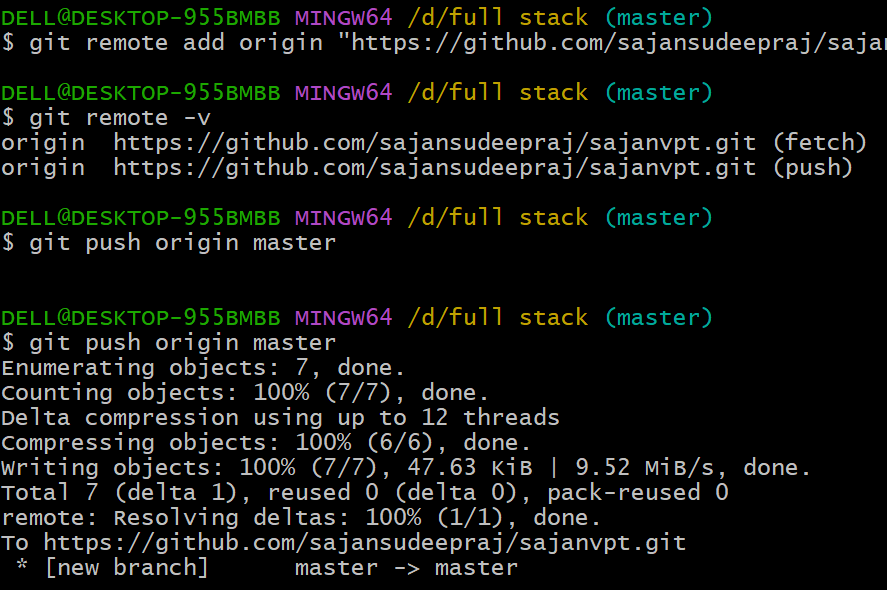 DELL@DESKTOP-955BMBB MINGW64 /d/full stack (master)
$ git remote add origin "https://github.com/sajansudeepraj/sajan
DELL@DESKTOP-955BMBB MINGW64 /d/full stack (master)
$ git remote -v
origin  https://github.com/sajansudeepraj/sajanvpt.git (fetch)
origin  https://github.com/sajansudeepraj/sajanvpt.git (push)
DELL@DESKTOP-955BMBB MINGW64 /d/full stack (master)
$ git push origin master
DELL@DESKTOP-955BMBB MINGW64 /d/full stack (master)
$ git push origin master
Enumerating objects: 7, done.
Counting objects: 100% (7/7), done.
Delta compression using up to 12 threads
Compressing objects: 100% (6/6), done.
Writing objects: 100% (7/7), 47.63 KiB | 9.52 MiB/s, done.
Total 7 (delta 1), reused 0 (delta 0), pack-reused 0
remote: Resolving deltas: 100% (1/1), done.
To https://github.com/sajansudeepraj/sajanvpt.git
 * [new branch]      master -> master